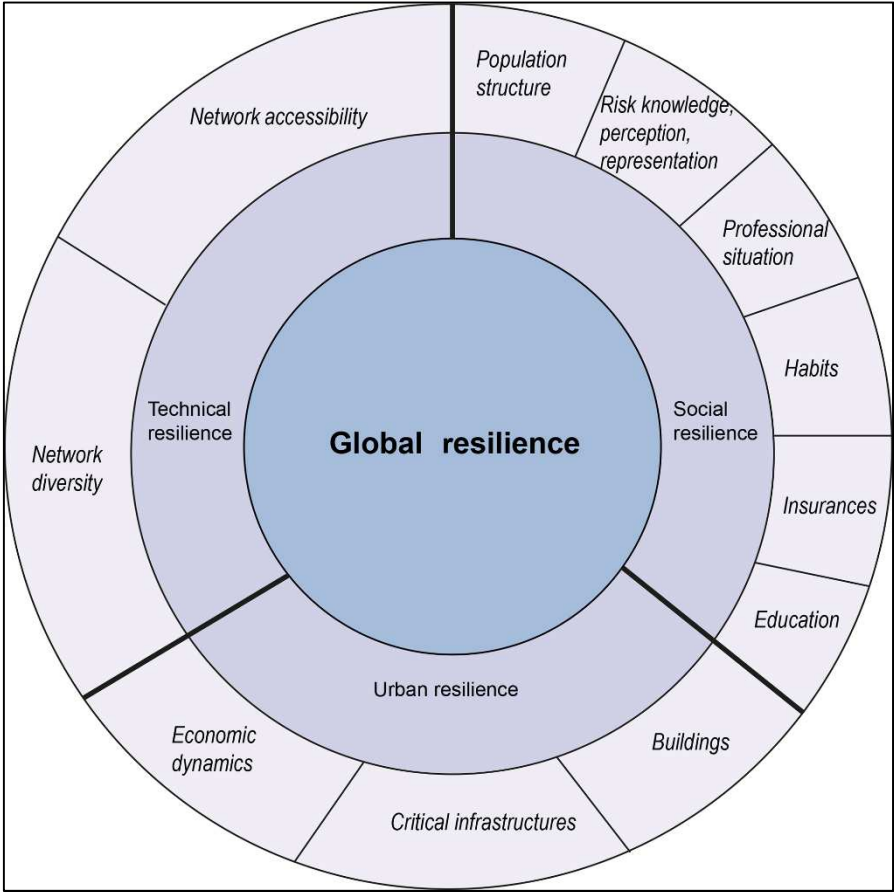 Population
structure
Risk knowledge,
perception,
representation
Professional
situation
Habits
Insurances
Education
Buildings
Critical infrastructures
Economic
dynamics
Network
diversity
Network accessibility
Technical
resilience
Social
resilience
Urban resilience
Global resilience